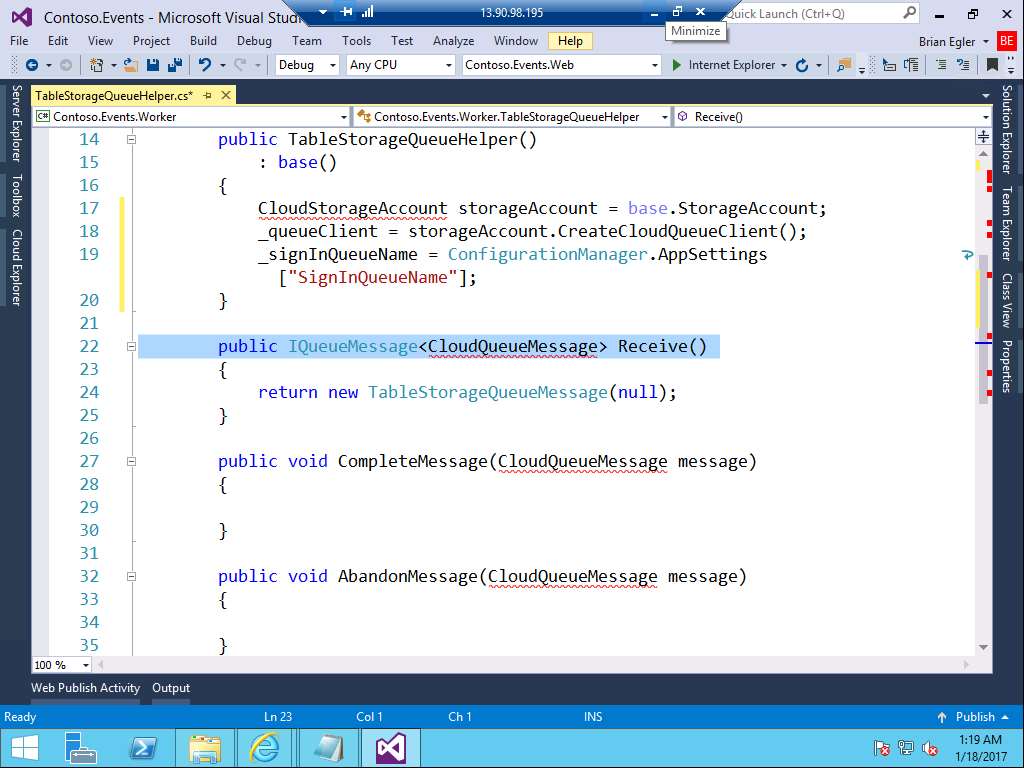 Contoso.Events - Microsoft Visual Stud
13.90.98.195
Quick Launch (Ctrl+Q)
Minimize
File Edit View Project Build Debug Team Tools Test Analyze Window Help
Brian Egler
BE
Debug
Any CPU
Contoso.Events.Web
Internet Explorer
TableStorageQueueHelper.cs*
C# Contoso.Events.Worker
Contoso.Events.Worker.TableStorageQueueHelper
Receive()
Server Explorer
Toolbox
Cloud Explorer
14 public TableStorageQueueHelper()
15 : base()
16 {
17 CloudStorageAccount storageAccount = base.StorageAccount;
18 _queueClient = storageAccount.CreateCloudQueueClient();
19 _signInQueueName = ConfigurationManager.AppSettings
["SignInQueueName"];
20 }
21
22 public IQueueMessage<CloudQueueMessage> Receive()
23 {
24 return new TableStorageQueueMessage(null);
25 }
26
27 public void CompleteMessage(CloudQueueMessage message)
28 {
29
30 }
31
32 public void AbandonMessage(CloudQueueMessage message)
33 {
34
35 }
Solution Explorer
Team Explorer
Class View
Properties
100 %
Web Publish Activity Output
Ready Ln 23 Col 1 Ch 1 INS Publish
1:19 AM
1/18/2017